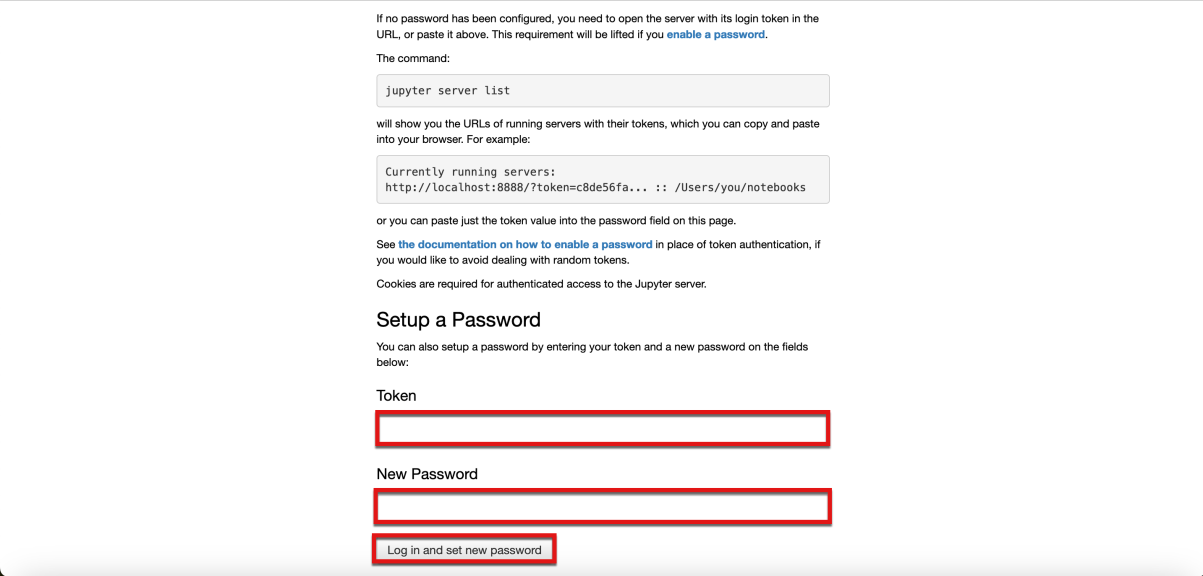 If no password has been configured, you need to open the server with its login token in the
URL, or paste it above. This requirement will be lifted if you enable a password.
The command:
jupyter server list
will show you the URLs of running servers with their tokens, which you can copy and paste
into your browser. For example:
Currently running servers:
http://localhost:8888/?token=c8de56fa... :: /Users/you/notebooks
or you can paste just the token value into the password field on this page.
See the documentation on how to enable a password in place of token authentication, if
you would like to avoid dealing with random tokens.
Cookies are required for authenticated access to the Jupyter server.
Setup a Password
You can also setup a password by entering your token and a new password on the fields
below:
Token
New Password
Log in and set new password